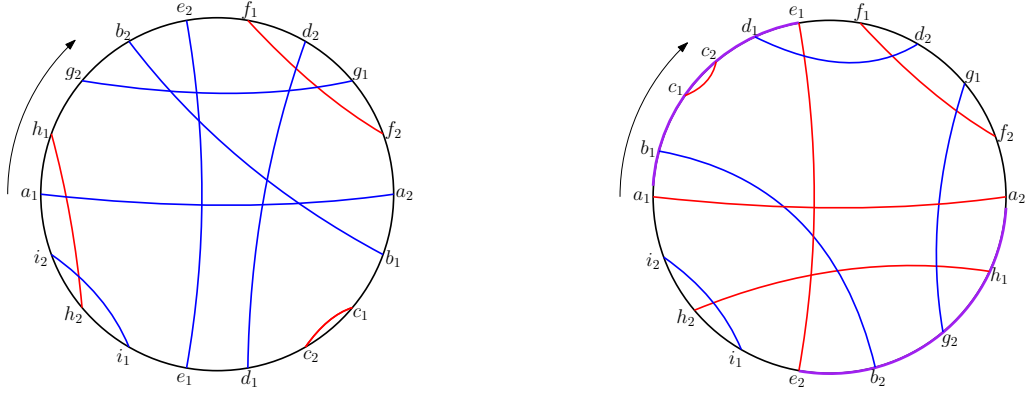 e₂ f₁
b₂ d₂
g₂ g₁
h₁ f₂
a₁ a₂
i₂ b₁
h₂ c₁
i₁ c₂
e₁ d₁
e₁ f₁
d₁ d₂
c₂ g₁
c₁
b₁ f₂
a₁ a₂
i₂ h₁
h₂ g₂
i₁
e₂ b₂